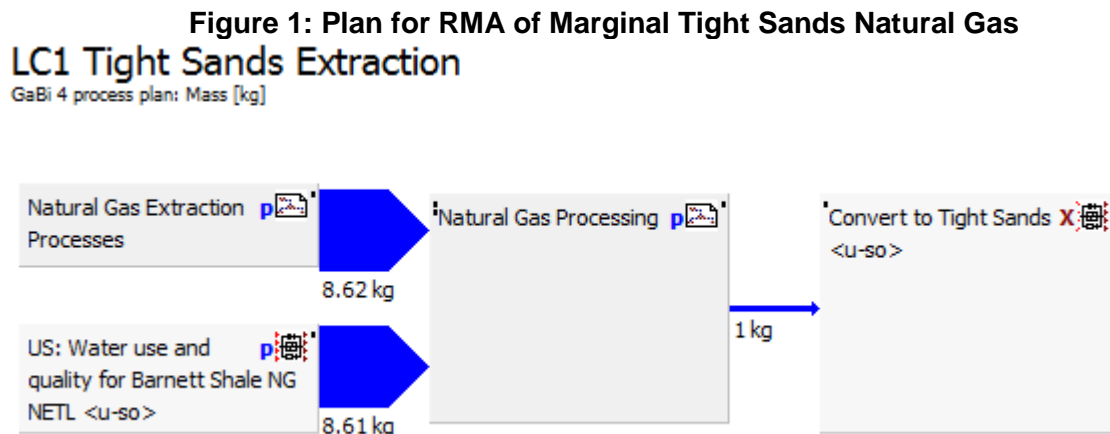 Figure 1: Plan for RMA of Marginal Tight Sands Natural Gas
LC1 Tight Sands Extraction
GaBi 4 process plan: Mass [kg]
Natural Gas Extraction p
Processes
8.62 kg
Natural Gas Processing p
1 kg
Convert to Tight Sands X
<u-so>
US: Water use and p
quality for Barnett Shale NG
NETL <u-so>
8.61 kg